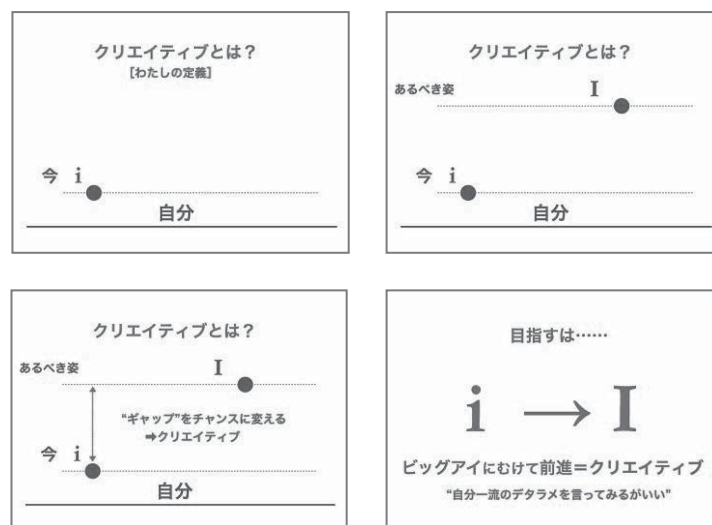 クリエイティブとは？
[わたしの定義]
今 i
自分
クリエイティブとは？
あるべき姿 I
今 i
自分
クリエイティブとは？
あるべき姿 I
“ギャップ”をチャンスに変える
➡クリエイティブ
今 i
自分
目指すは……
i → I
ビッグアイにむけて前進＝クリエイティブ
“自分一流のデタラメを言ってみるがいい”